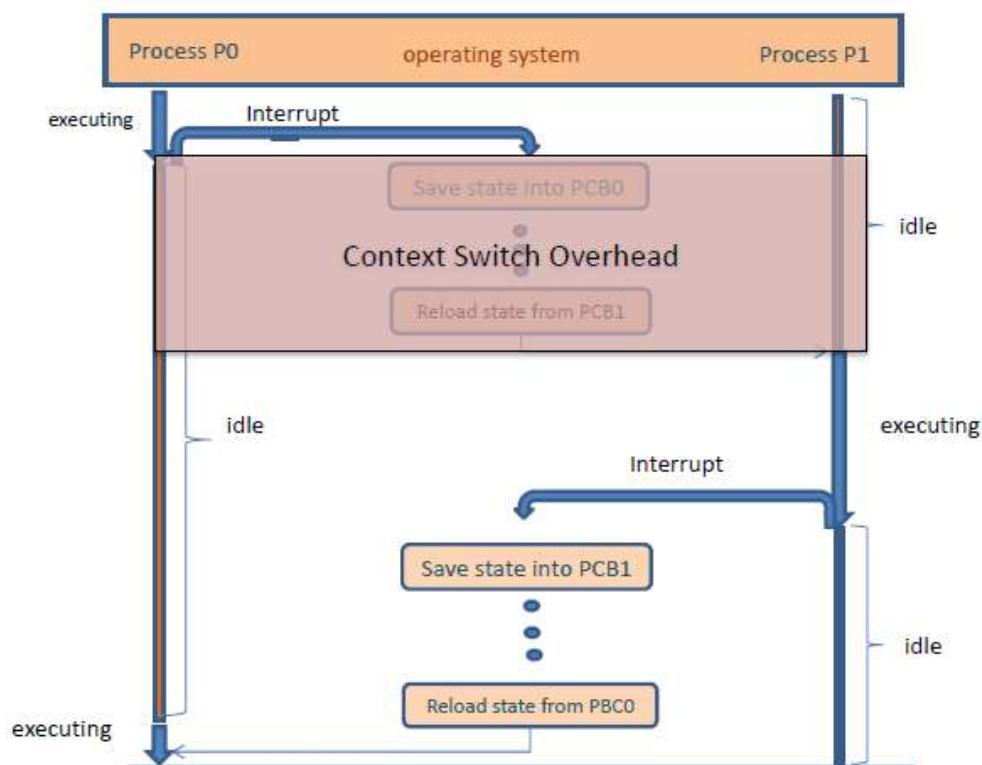 Process P0
operating system
Process P1
executing
Interrupt
Save state into PCB0
idle
Context Switch Overhead
Reload state from PCB1
idle
executing
Interrupt
Save state into PCB1
idle
Reload state from PBC0
executing